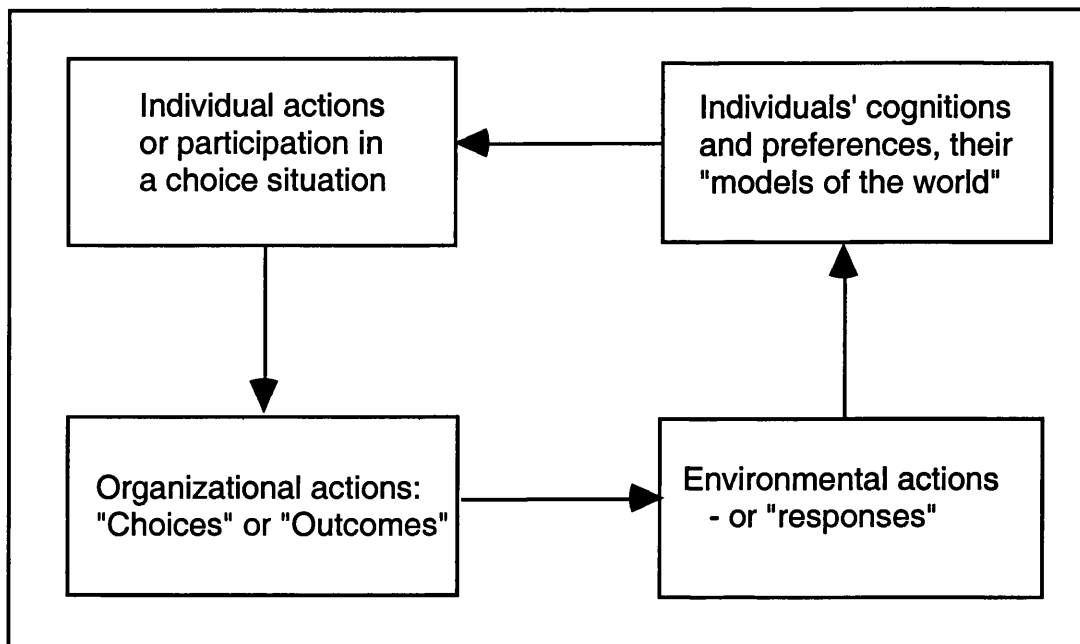 Individual actions
or participation in
a choice situation
Individuals' cognitions
and preferences, their
"models of the world"
Organizational actions:
"Choices" or "Outcomes"
Environmental actions
- or "responses"